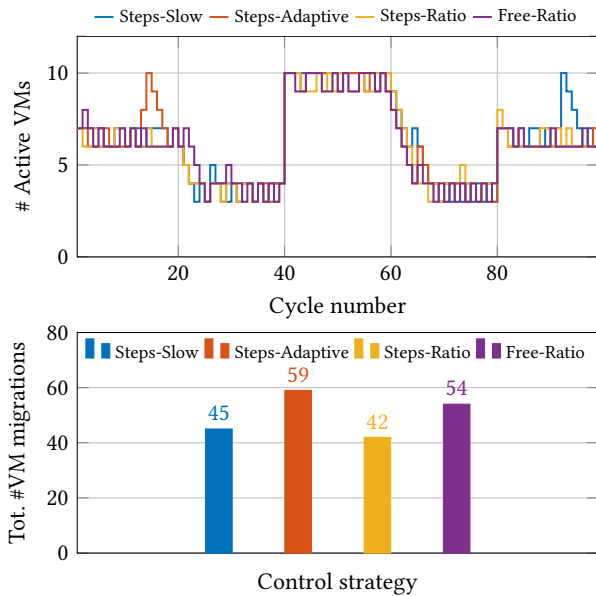 Steps-Slow Steps-Adaptive Steps-Ratio Free-Ratio
10
5
0
# Active VMs
20 40 60 80
Cycle number
80
60
40
20
0
Tot. #VM migrations
Steps-Slow Steps-Adaptive Steps-Ratio Free-Ratio
45 59 42 54
Control strategy